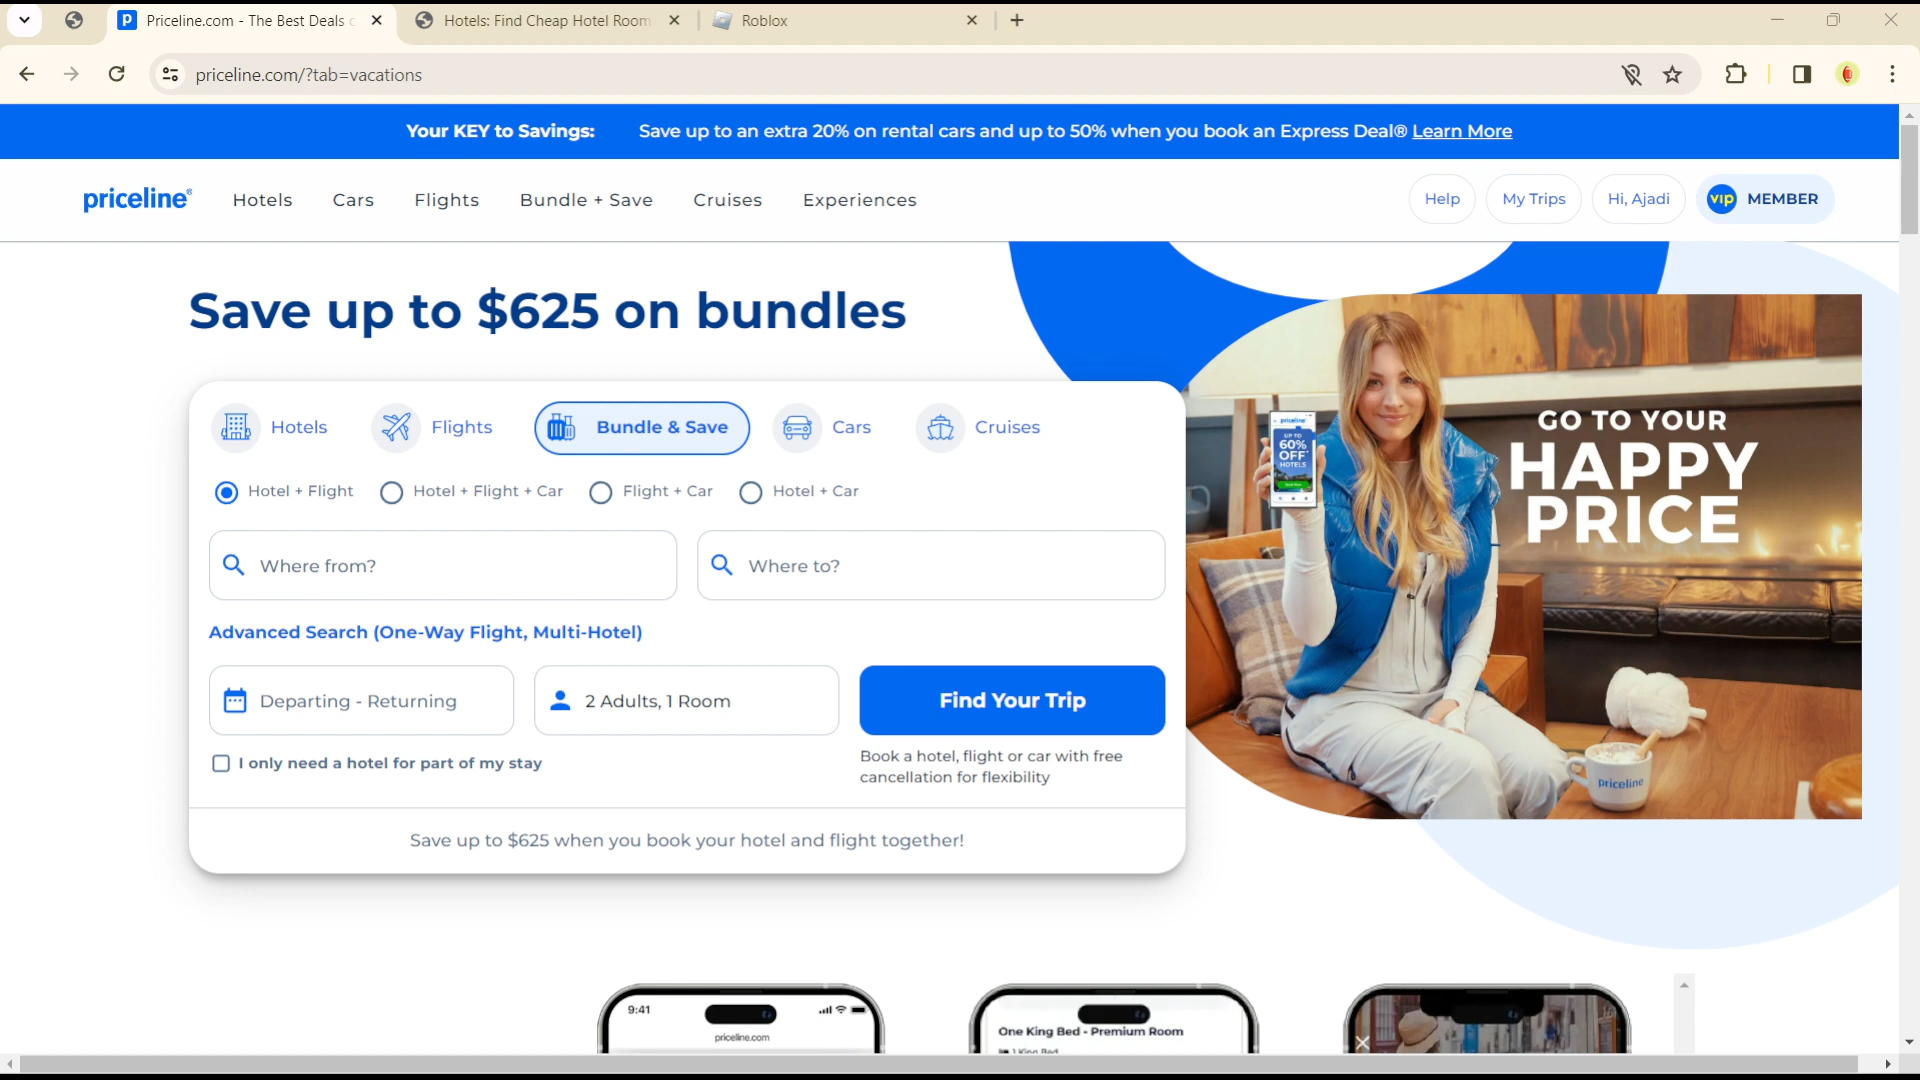 Priceline.com - The Best Deals
Hotels: Find Cheap Hotel Room
Roblox
priceline.com/?tab=vacations
Your KEY to Savings: Save up to an extra 20% on rental cars and up to 50% when you book an Express Deal® Learn More
priceline®
Hotels
Cars
Flights
Bundle + Save
Cruises
Experiences
Help
My Trips
Hi, Ajadi
VIP MEMBER
Save up to $625 on bundles
Hotels
Flights
Bundle & Save
Cars
Cruises
Hotel + Flight
Hotel + Flight + Car
Flight + Car
Hotel + Car
Where from?
Where to?
Advanced Search (One-Way Flight, Multi-Hotel)
Departing - Returning
2 Adults, 1 Room
Find Your Trip
I only need a hotel for part of my stay
Book a hotel, flight or car with free
cancellation for flexibility
Save up to $625 when you book your hotel and flight together!
priceline
UP TO
60%
OFF*
HOTELS
GO TO YOUR
HAPPY
PRICE
priceline
9:41
priceline.com
One King Bed - Premium Room
1 King Bed